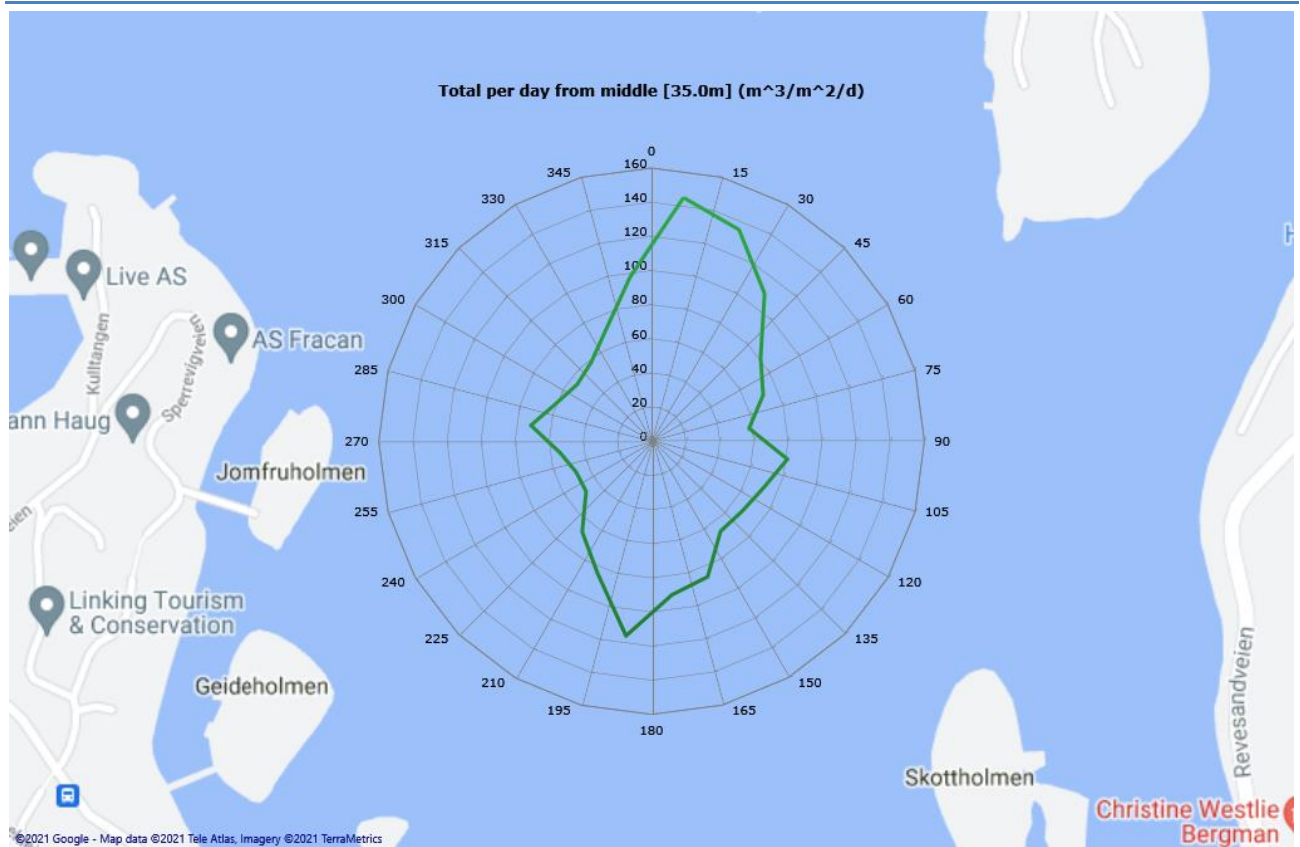 Total per day from middle [35.0m] (m^3/m^2/d)
0
160
345
15
140
330
30
120
315
45
100
300
60
80
60
285
75
40
20
270
0
90
255
105
240
120
225
135
210
150
195
165
180
Live AS
Kulltangen
Sperrevigveien
AS Fracan
ann Haug
Jomfruholmen
eien
Linking Tourism
& Conservation
Geideholmen
Skottholmen
Revesandveien
Christine Westlie
Bergman
H
©2021 Google - Map data ©2021 Tele Atlas, Imagery ©2021 TerraMetrics